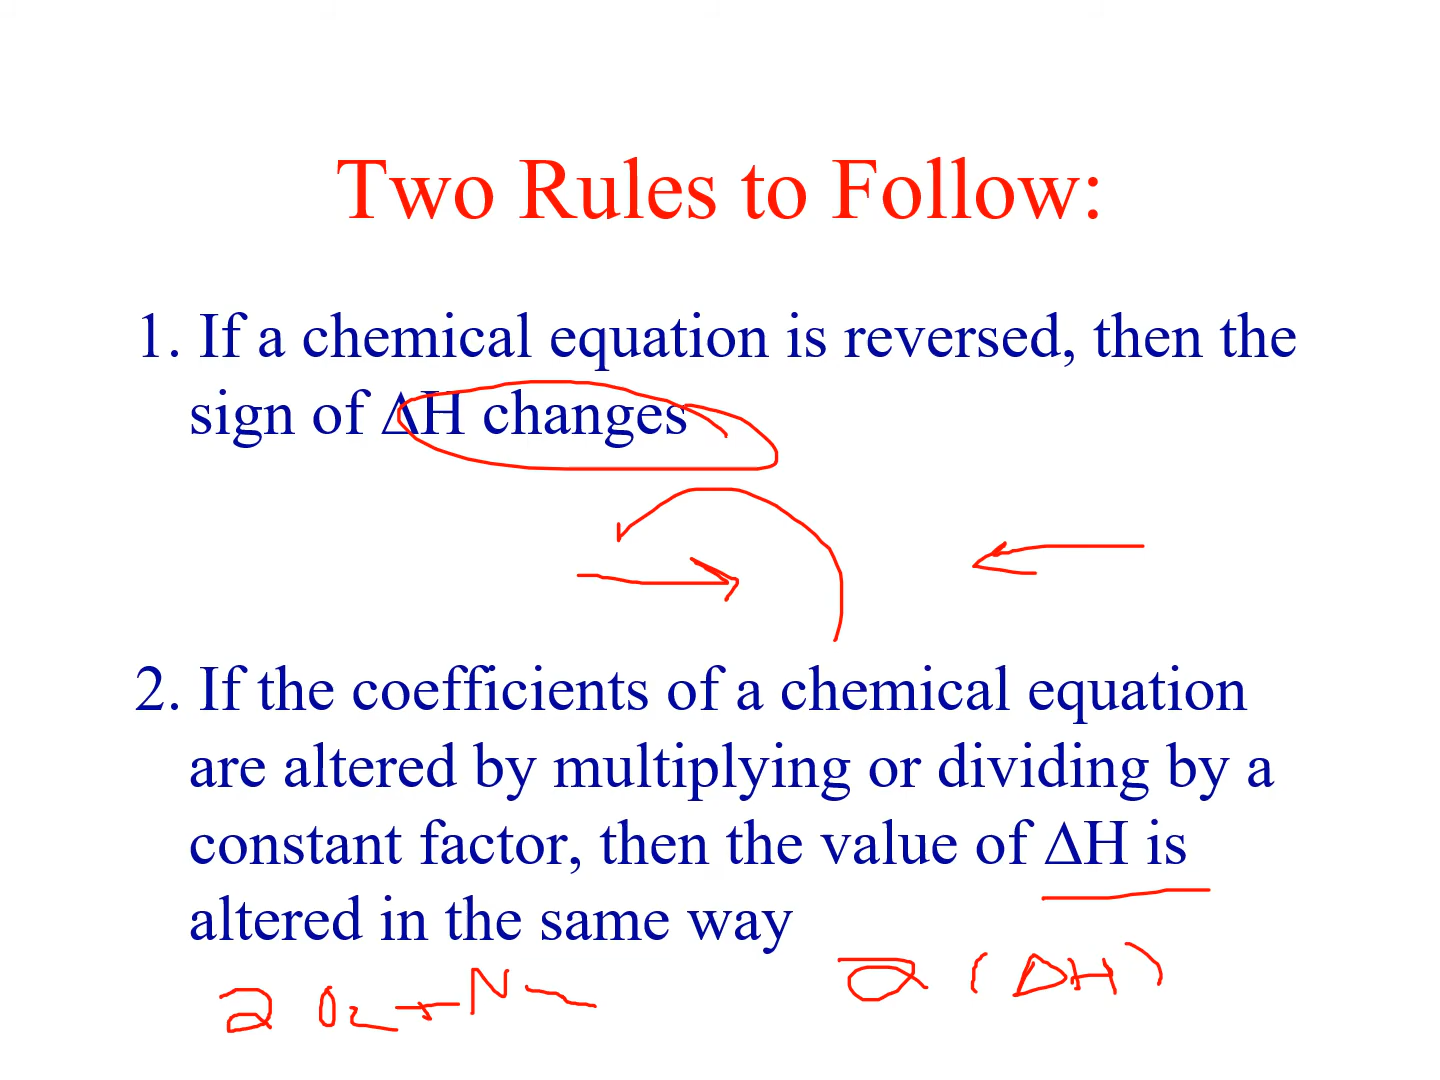 Two Rules to Follow:
1. If a chemical equation is reversed, then the
sign of ΔH changes
2. If the coefficients of a chemical equation
are altered by multiplying or dividing by a
constant factor, then the value of ΔH is
altered in the same way
2 (ΔH)
2 O2 + N